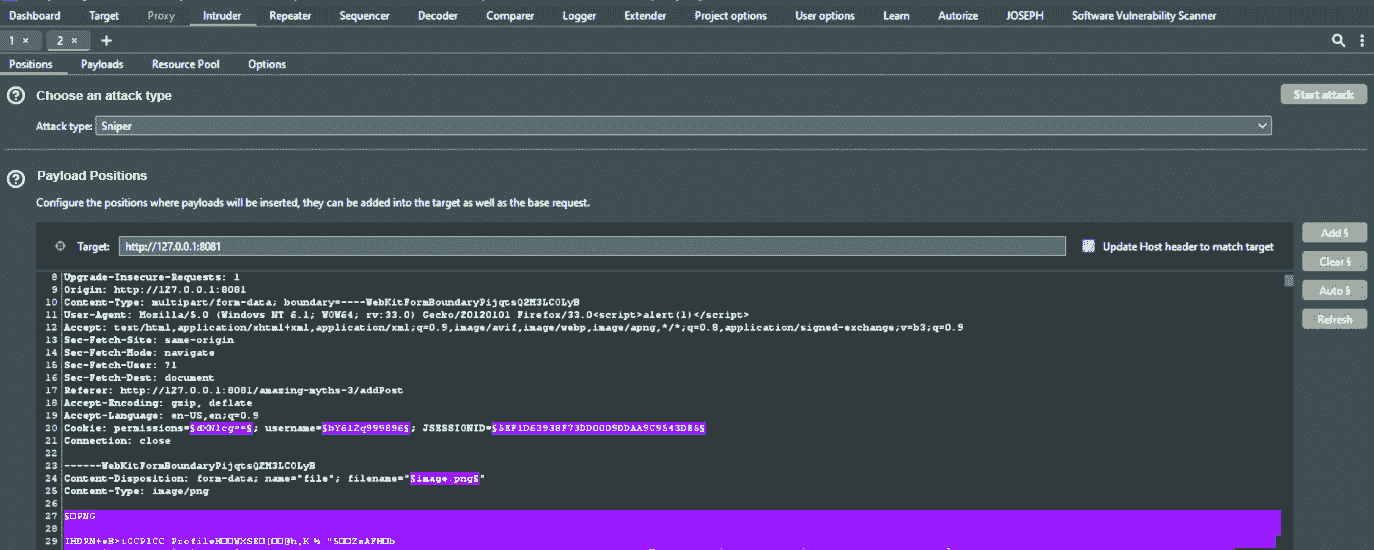 Dashboard Target Proxy Intruder Repeater Sequencer Decoder Comparer Logger Extender Project options User options Learn Autorize JOSEPH Software Vulnerability Scanner
1 × 2 × +
Positions Payloads Resource Pool Options
? Choose an attack type Start attack
Attack type: Sniper
? Payload Positions
Configure the positions where payloads will be inserted, they can be added into the target as well as the base request.
Target: http://127.0.0.1:8081 Update Host header to match target
Add §
Clear §
Auto §
Refresh
8 Upgrade-Insecure-Requests: 1
9 Origin: http://127.0.0.1:8081
10 Content-Type: multipart/form-data;
11 User-Agent: Mozilla/5.0 (Windows NT 6.1; WOW64; rv:33.0) Gecko/20120101 Firefox/33.0<script>alert(1)</script>
12 Accept: text/html,application/xhtml+xml,application/xml;q=0.9,image/avif,image/webp,image/apng,*/*;q=0.8,application/signed-exchange;v=b3;q=0.9
13 Sec-Fetch-Site: same-origin
14 Sec-Fetch-Mode: navigate
15 Sec-Fetch-User: ?1
16 Sec-Fetch-Dest: document
17 Referer: http://127.0.0.1:8081/amazing-myths-3/addPost
18 Accept-Encoding: gzip, deflate
19 Accept-Language: en-US,en;q=0.9
20 Cookie: permissions= username= JSESSIONID=
21 Connection: close
22
23
24 Content-Disposition: form-data; name="file"; filename="§image.png§"
25 Content-Type: image/png
26
27
28
29